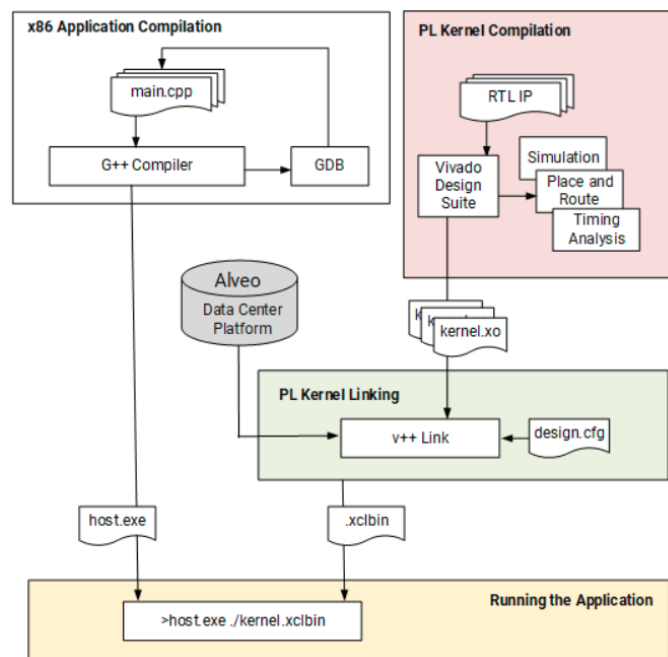 x86 Application Compilation
main.cpp
G++ Compiler
GDB
PL Kernel Compilation
RTL IP
Vivado
Design
Suite
Simulation
Place and
Route
Timing
Analysis
Alveo
Data Center
Platform
k
k
kernel.xo
PL Kernel Linking
v++ Link
design.cfg
host.exe
.xclbin
Running the Application
>host.exe ./kernel.xclbin